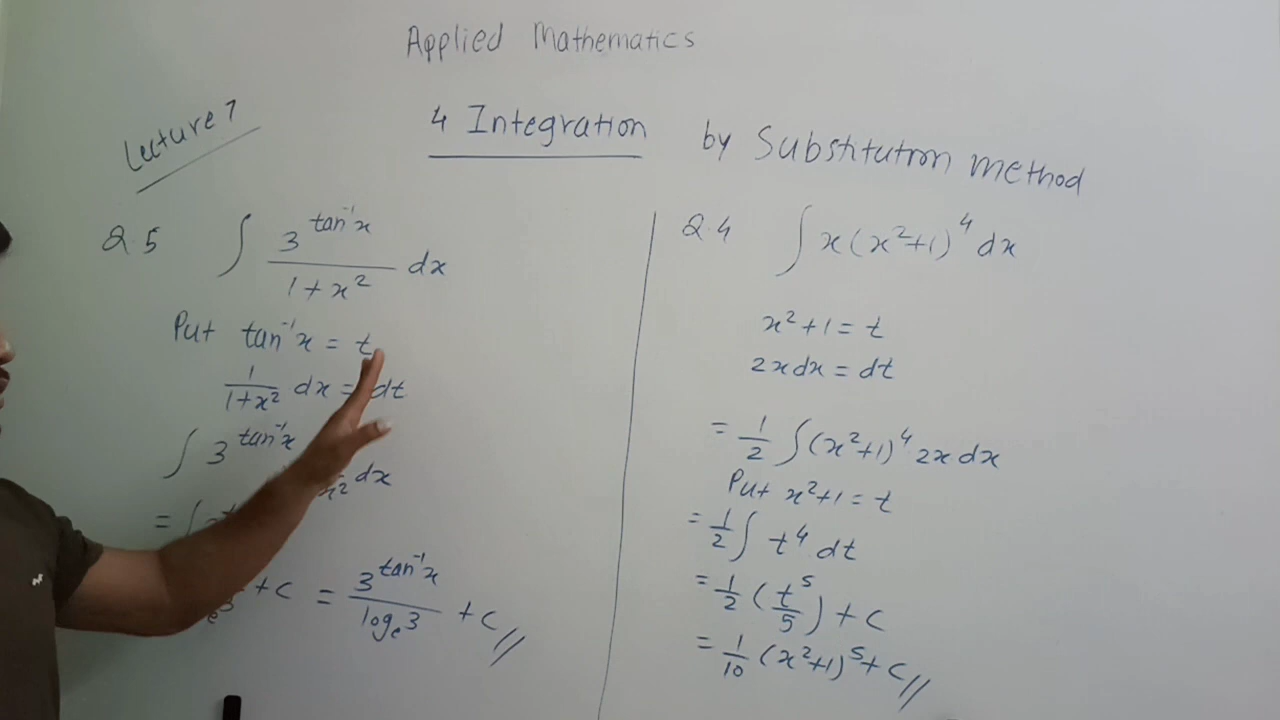 Applied Mathematics
Lecture 7
4 Integration by Substitution method
Q.5 ∫ 3^(tan⁻¹x) / (1+x²) dx
Put tan⁻¹x = t
1/(1+x²) dx = dt
∫ 3^(tan⁻¹x) x² dx
= ∫
+ c = 3^(tan⁻¹x) / logₑ3 + c //
Q.4 ∫ x(x²+1)⁴ dx
x²+1 = t
2x dx = dt
= 1/2 ∫(x²+1)⁴ 2x dx
Put x²+1 = t
= 1/2 ∫ t⁴ dt
= 1/2 (t⁵/5) + c
= 1/10 (x²+1)⁵ + c //